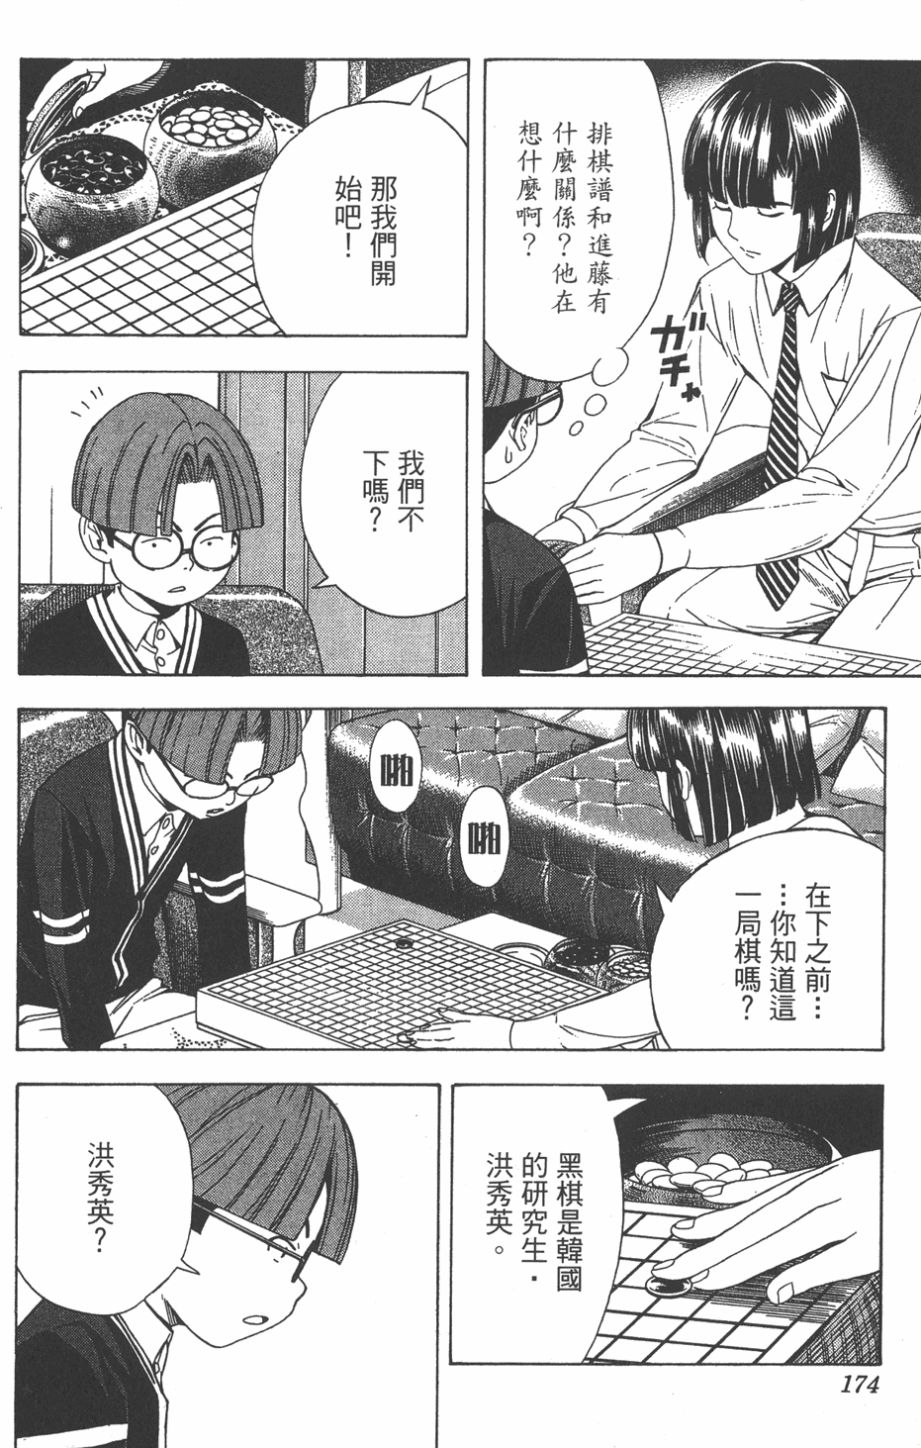 排棋譜和進藤有
什麼關係？他在
想什麼啊？
ガチャ
那我們開
始吧！
我們不
下嗎？
在下之前…
…你知道這
一局棋嗎？
啪
啪
黑棋是韓國
的研究生．
洪秀英。
洪秀英？
174